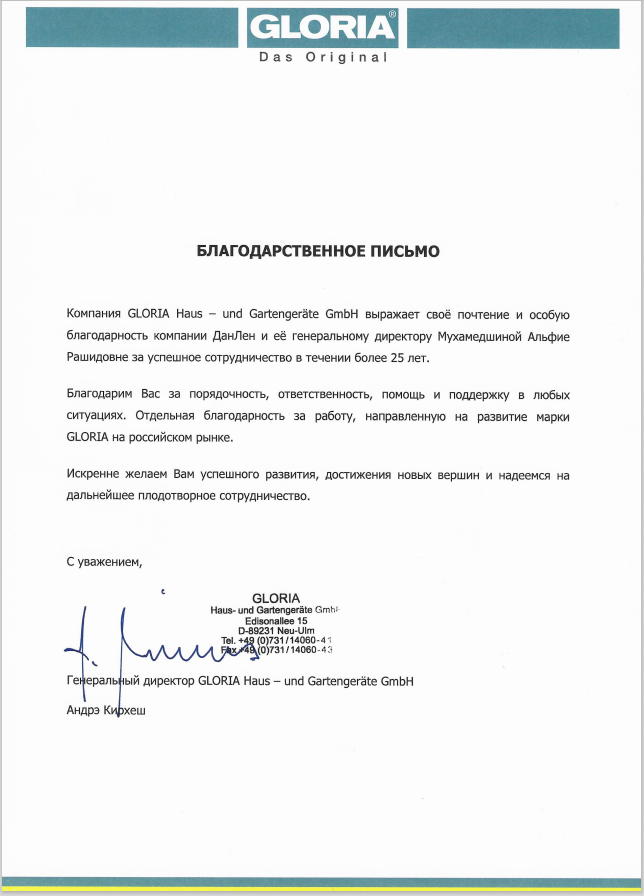 GLORIA®
Das Original
БЛАГОДАРСТВЕННОЕ ПИСЬМО
Компания GLORIA Haus – und Gartengeräte GmbH выражает своё почтение и особую
благодарность компании ДанЛен и её генеральному директору Мухамедшиной Альфие
Рашидовне за успешное сотрудничество в течении более 25 лет.
Благодарим Вас за порядочность, ответственность, помощь и поддержку в любых
ситуациях. Отдельная благодарность за работу, направленную на развитие марки
GLORIA на российском рынке.
Искренне желаем Вам успешного развития, достижения новых вершин и надеемся на
дальнейшее плодотворное сотрудничество.
С уважением,
GLORIA
Haus- und Gartengeräte GmbH
Edisonallee 15
D-89231 Neu-Ulm
Tel. +49 (0)731/14060-41
Fax +49 (0)731/14060-43
Генеральный директор GLORIA Haus – und Gartengeräte GmbH
Андрэ Кирхеш